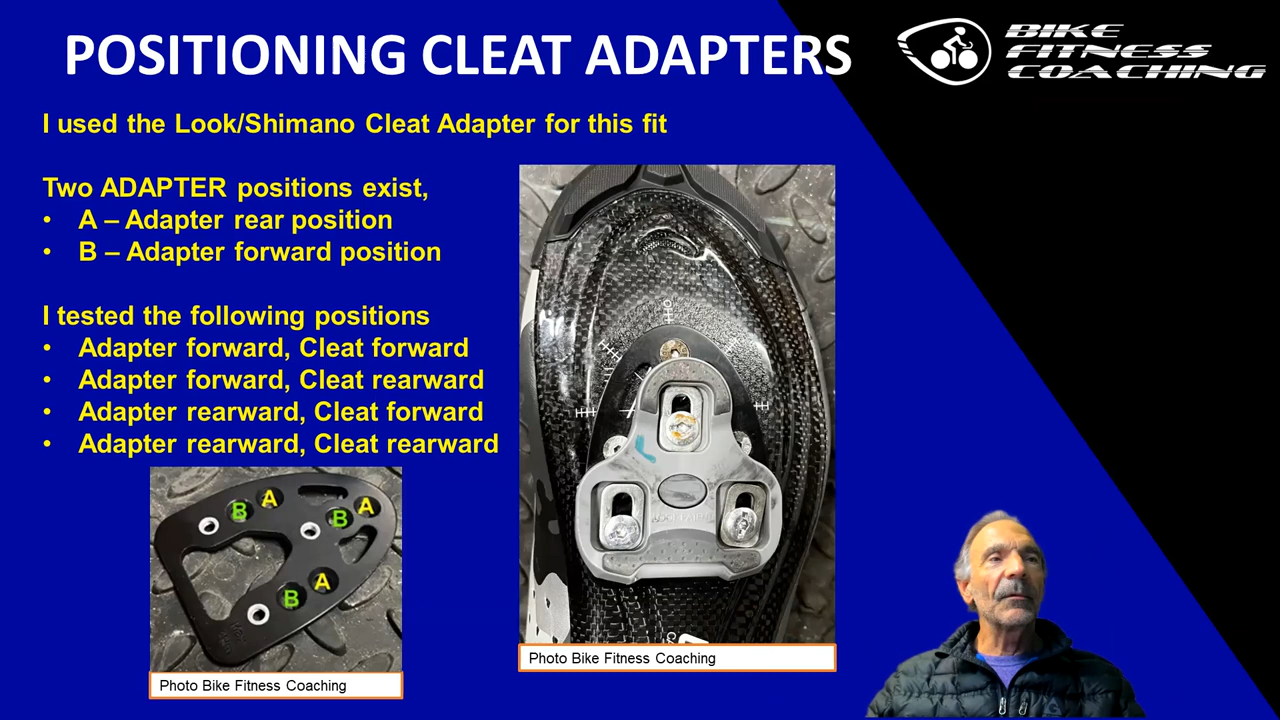 POSITIONING CLEAT ADAPTERS
BIKE
FITNESS
COACHING
I used the Look/Shimano Cleat Adapter for this fit
Two ADAPTER positions exist,
• A – Adapter rear position
• B – Adapter forward position
I tested the following positions
• Adapter forward, Cleat forward
• Adapter forward, Cleat rearward
• Adapter rearward, Cleat forward
• Adapter rearward, Cleat rearward
A
B
A
B
A
B
Photo Bike Fitness Coaching
Photo Bike Fitness Coaching